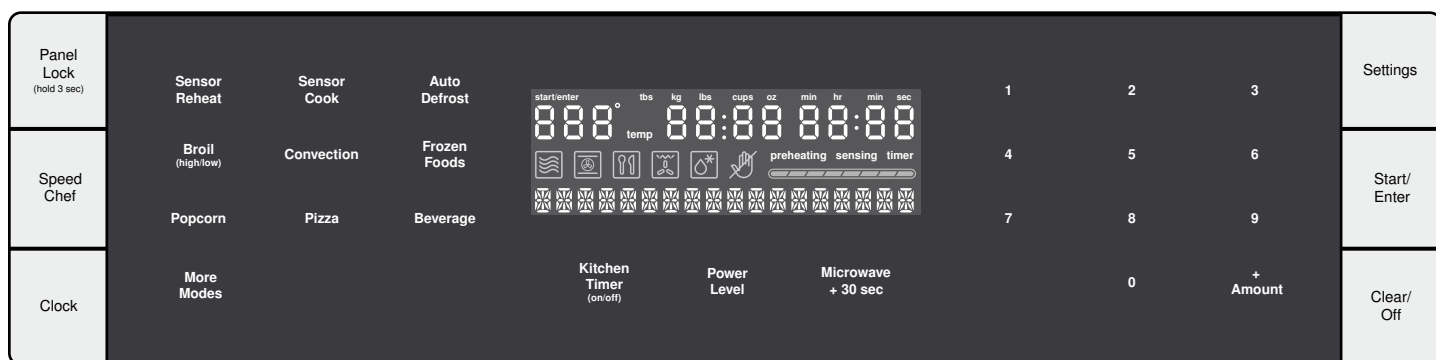 Panel
Lock
(hold 3 sec)
Speed
Chef
Clock
Sensor
Reheat
Sensor
Cook
Auto
Defrost
Broil
(high/low)
Convection
Frozen
Foods
Popcorn
Pizza
Beverage
More
Modes
start/enter tbs kg lbs cups oz min hr min sec
888° temp 88:88 88:88
preheating sensing timer
Kitchen
Timer
(on/off)
Power
Level
Microwave
+ 30 sec
1 2 3
4 5 6
7 8 9
0
+
Amount
Settings
Start/
Enter
Clear/
Off